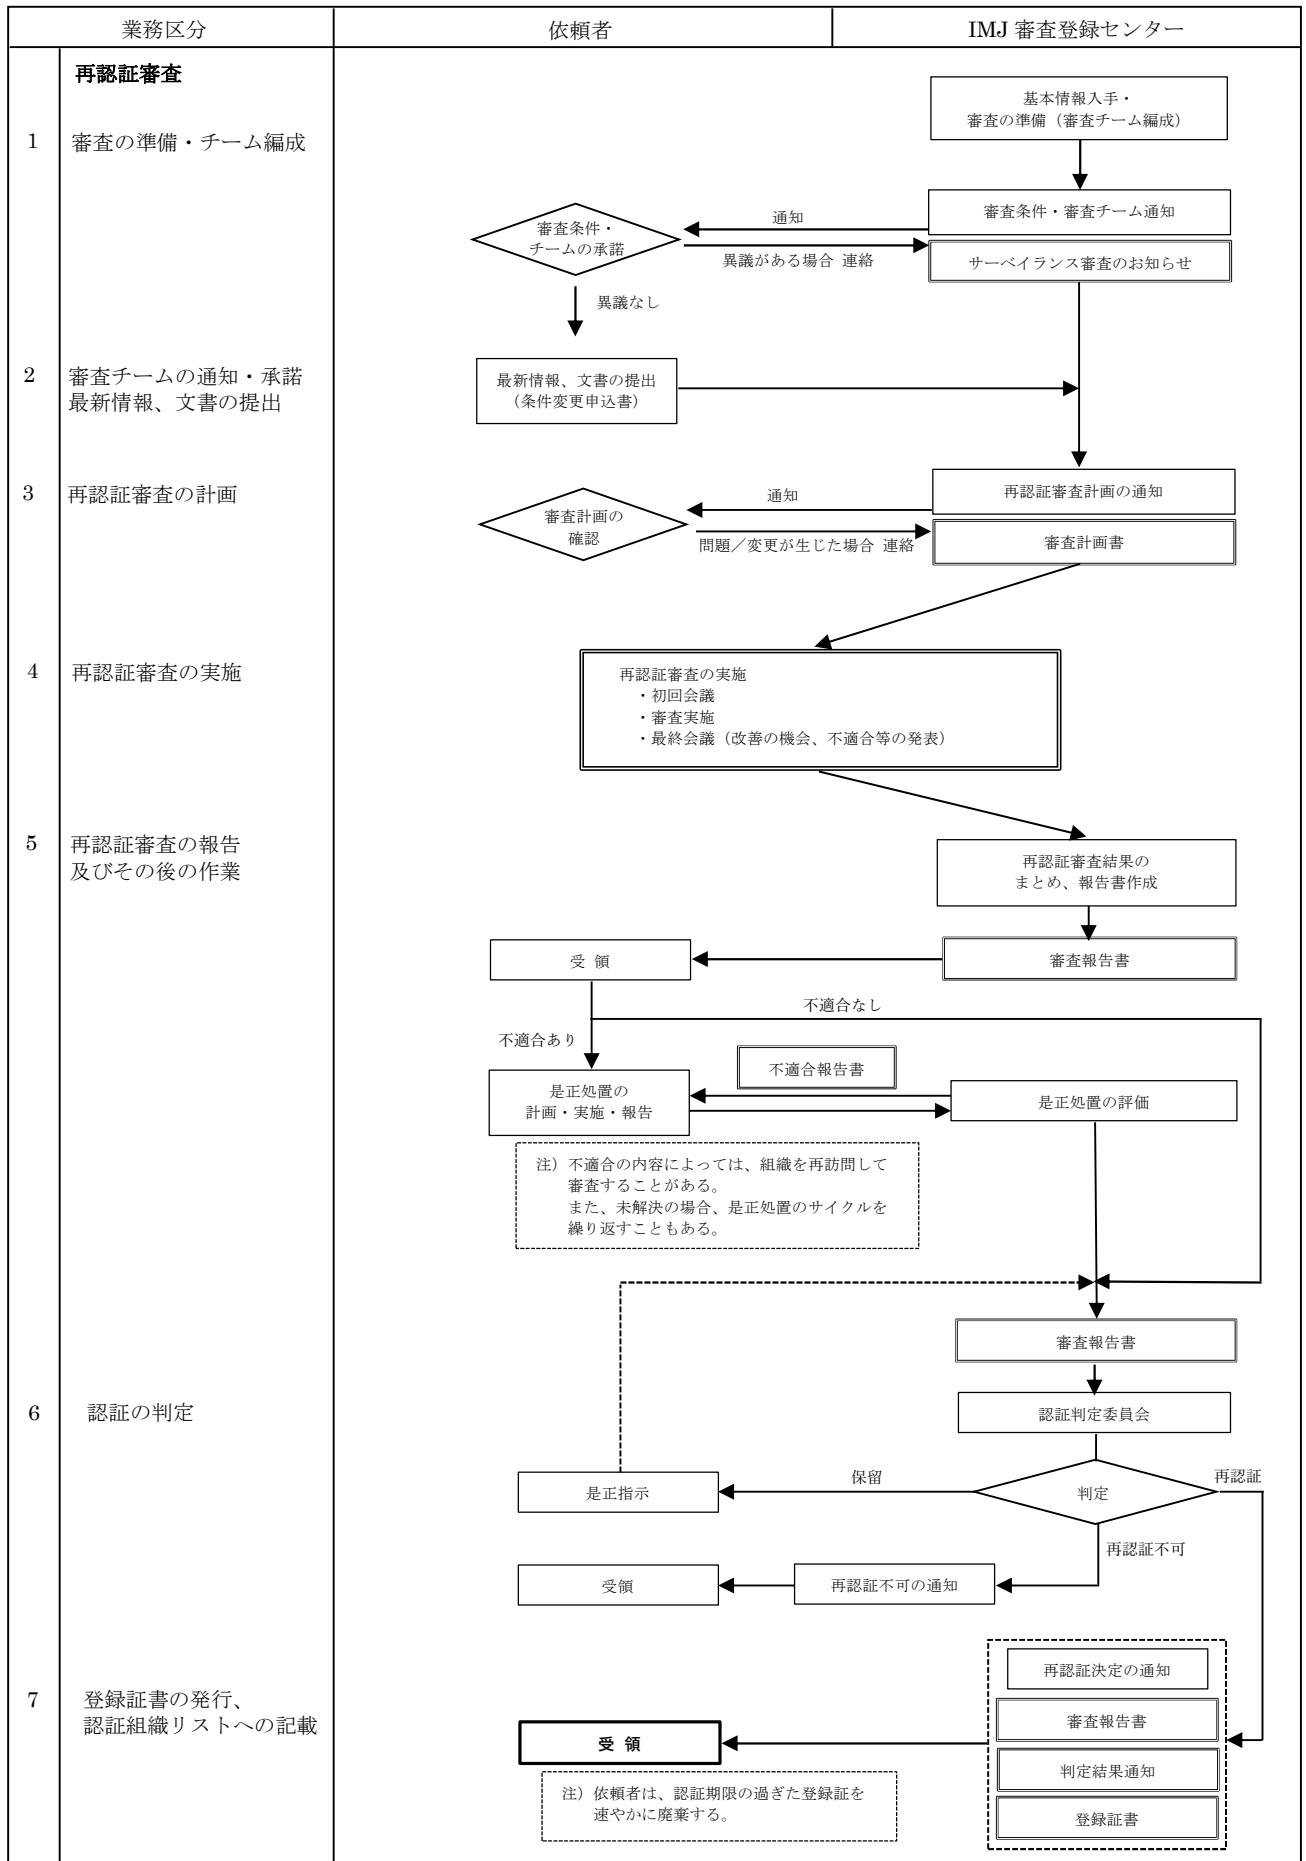 業務区分
依頼者
IMJ 審査登録センター
再認証審査
基本情報入手・
審査の準備（審査チーム編成）
1
審査の準備・チーム編成
審査条件・審査チーム通知
通知
審査条件・
チームの承諾
異議がある場合 連絡
サーベイランス審査のお知らせ
異議なし
2
審査チームの通知・承諾
最新情報、文書の提出
最新情報、文書の提出
（条件変更申込書）
3
再認証審査の計画
再認証審査計画の通知
通知
審査計画の
確認
問題／変更が生じた場合 連絡
審査計画書
4
再認証審査の実施
再認証審査の実施
・初回会議
・審査実施
・最終会議（改善の機会、不適合等の発表）
5
再認証審査の報告
及びその後の作業
再認証審査結果の
まとめ、報告書作成
受 領
審査報告書
不適合なし
不適合あり
不適合報告書
是正処置の
計画・実施・報告
是正処置の評価
注）不適合の内容によっては、組織を再訪問して
審査することがある。
また、未解決の場合、是正処置のサイクルを
繰り返すこともある。
審査報告書
6
認証の判定
認証判定委員会
保留
再認証
是正指示
判定
再認証不可
受領
再認証不可の通知
再認証決定の通知
7
登録証書の発行、
認証組織リストへの記載
審査報告書
受 領
判定結果通知
注）依頼者は、認証期限の過ぎた登録証を
速やかに廃棄する。
登録証書